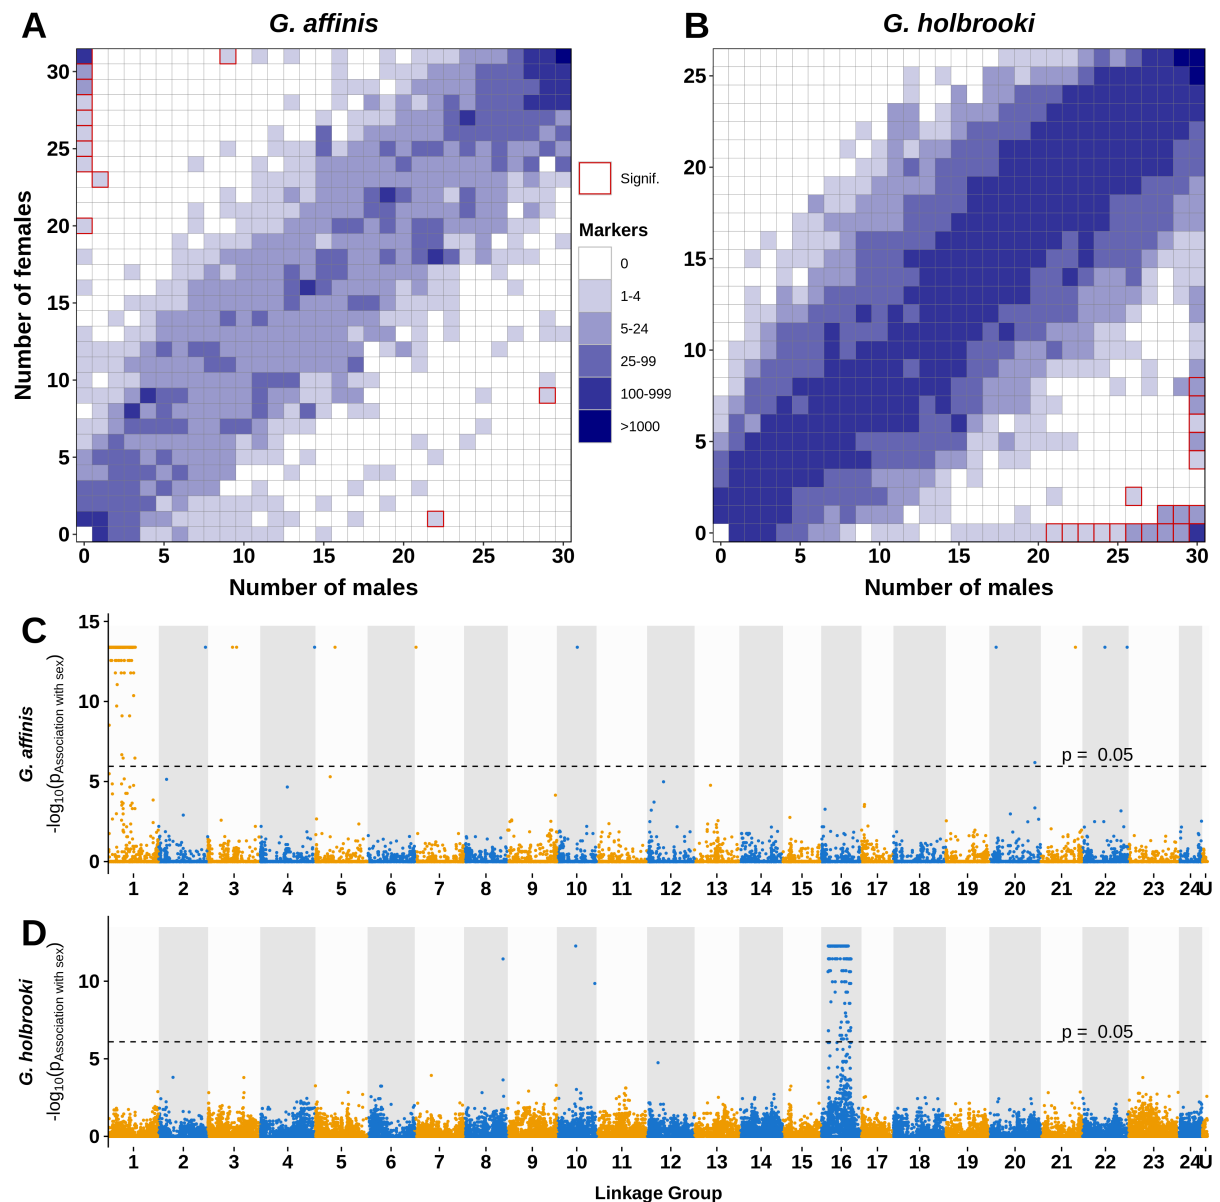 A
G. affinis
B
G. holbrooki
Number of females
30
25
20
15
10
5
0
0 5 10 15 20 25 30
Number of males
Signif.
Markers
0
1-4
5-24
25-99
100-999
>1000
25
20
15
10
5
0
0 5 10 15 20 25 30
Number of males
C
G. affinis
-log10(pAssociation with sex)
15
10
5
0
p = 0.05
1 2 3 4 5 6 7 8 9 10 11 12 13 14 15 16 17 18 19 20 21 22 23 24 U
D
G. holbrooki
-log10(pAssociation with sex)
10
5
0
p = 0.05
1 2 3 4 5 6 7 8 9 10 11 12 13 14 15 16 17 18 19 20 21 22 23 24 U
Linkage Group